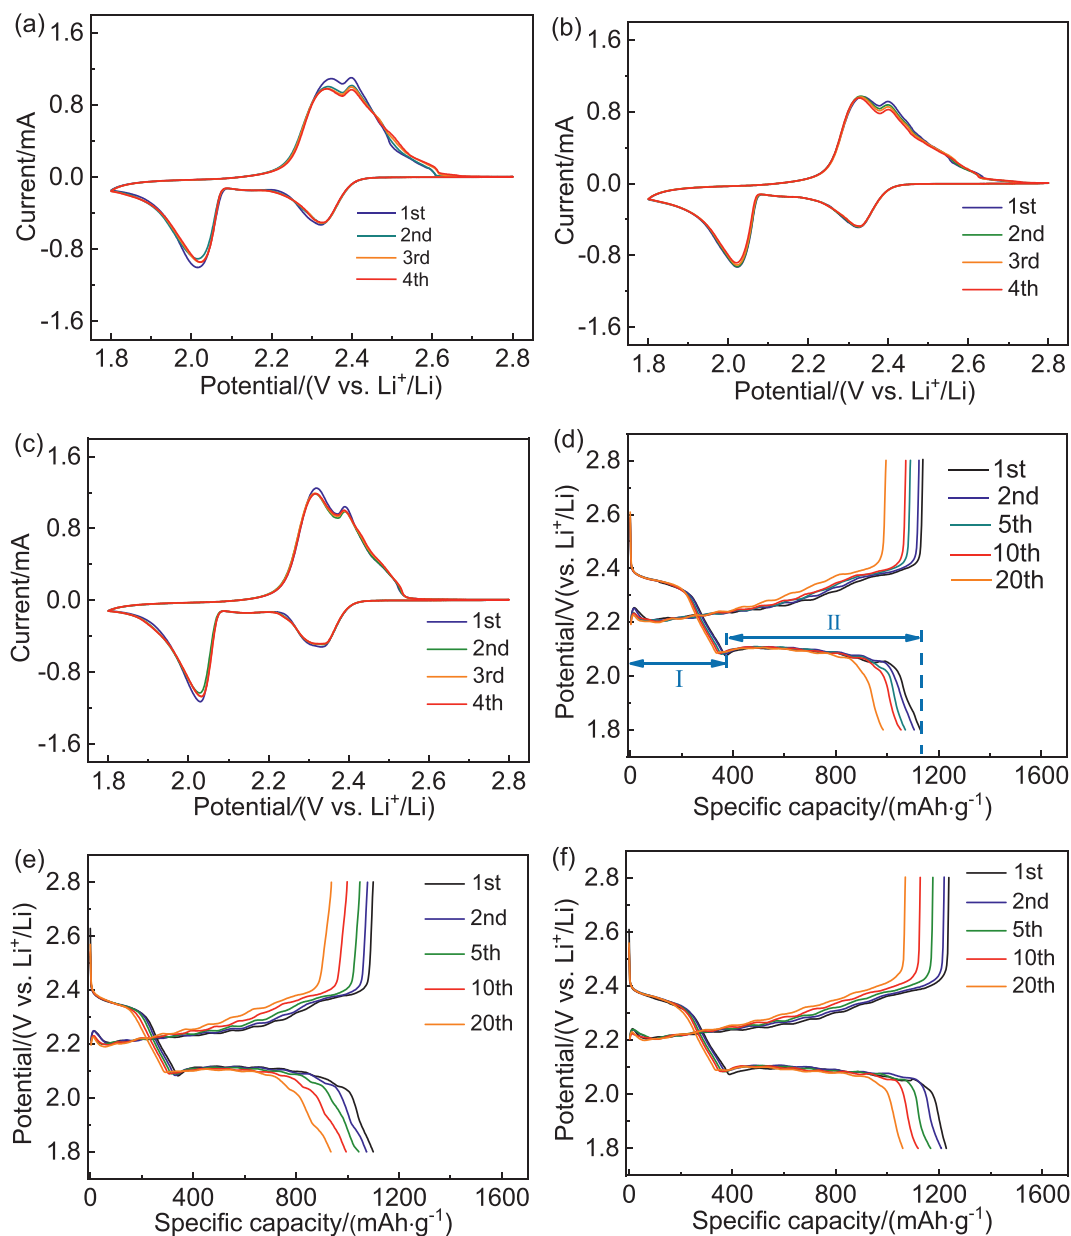 (a)
1.6
0.8
0.0
-0.8
-1.6
Current/mA
1st
2nd
3rd
4th
1.8 2.0 2.2 2.4 2.6 2.8
Potential/(V vs. Li⁺/Li)
(b)
1.6
0.8
0.0
-0.8
-1.6
Current/mA
1st
2nd
3rd
4th
1.8 2.0 2.2 2.4 2.6 2.8
Potential/(V vs. Li⁺/Li)
(c)
1.6
0.8
0.0
-0.8
-1.6
Current/mA
1st
2nd
3rd
4th
1.8 2.0 2.2 2.4 2.6 2.8
Potential/(V vs. Li⁺/Li)
(d)
2.8
2.6
2.4
2.2
2.0
1.8
Potential/V(vs. Li⁺/Li)
1st
2nd
5th
10th
20th
II
I
0 400 800 1200 1600
Specific capacity/(mAh·g⁻¹)
(e)
2.8
2.6
2.4
2.2
2.0
1.8
Potential/(V vs. Li⁺/Li)
1st
2nd
5th
10th
20th
0 400 800 1200 1600
Specific capacity/(mAh·g⁻¹)
(f)
2.8
2.6
2.4
2.2
2.0
1.8
Potential/(V vs. Li⁺/Li)
1st
2nd
5th
10th
20th
0 400 800 1200 1600
Specific capacity/(mAh·g⁻¹)